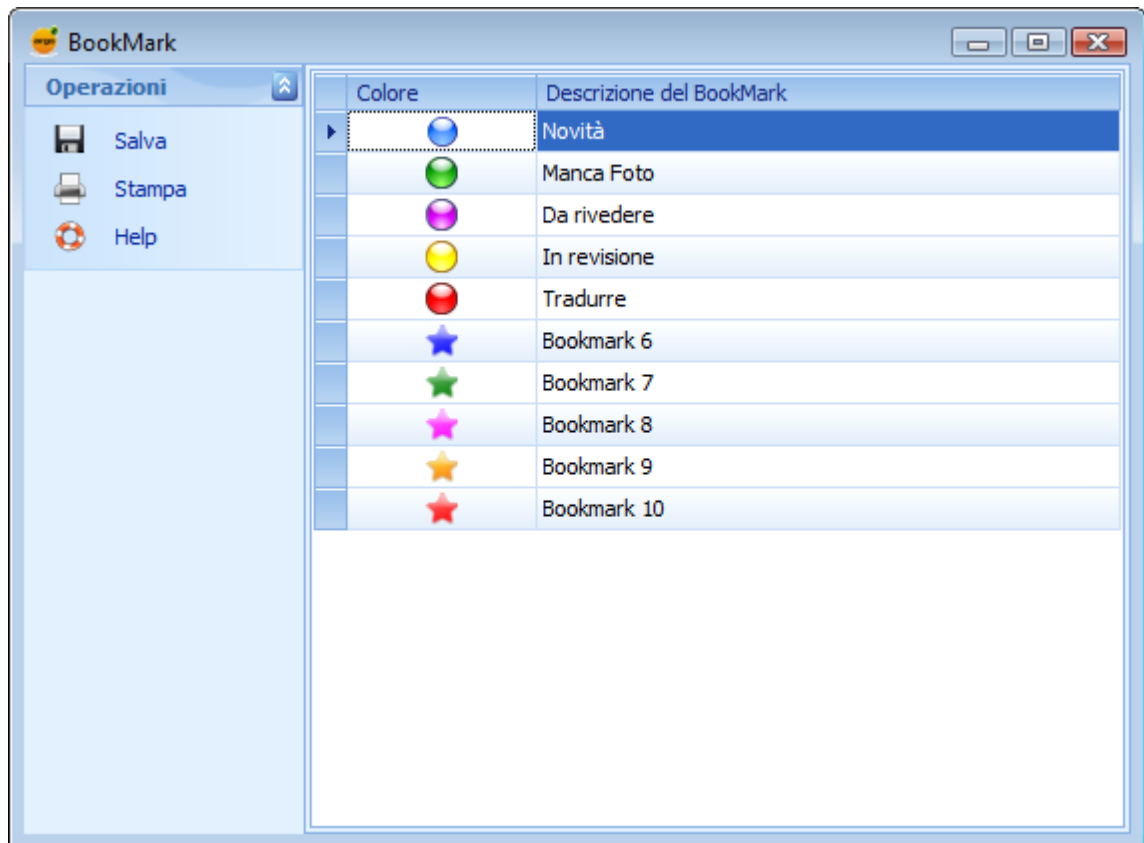 BookMark
Operazioni
Salva
Stampa
Help
Colore Descrizione del BookMark
Novità
Manca Foto
Da rivedere
In revisione
Tradurre
Bookmark 6
Bookmark 7
Bookmark 8
Bookmark 9
Bookmark 10